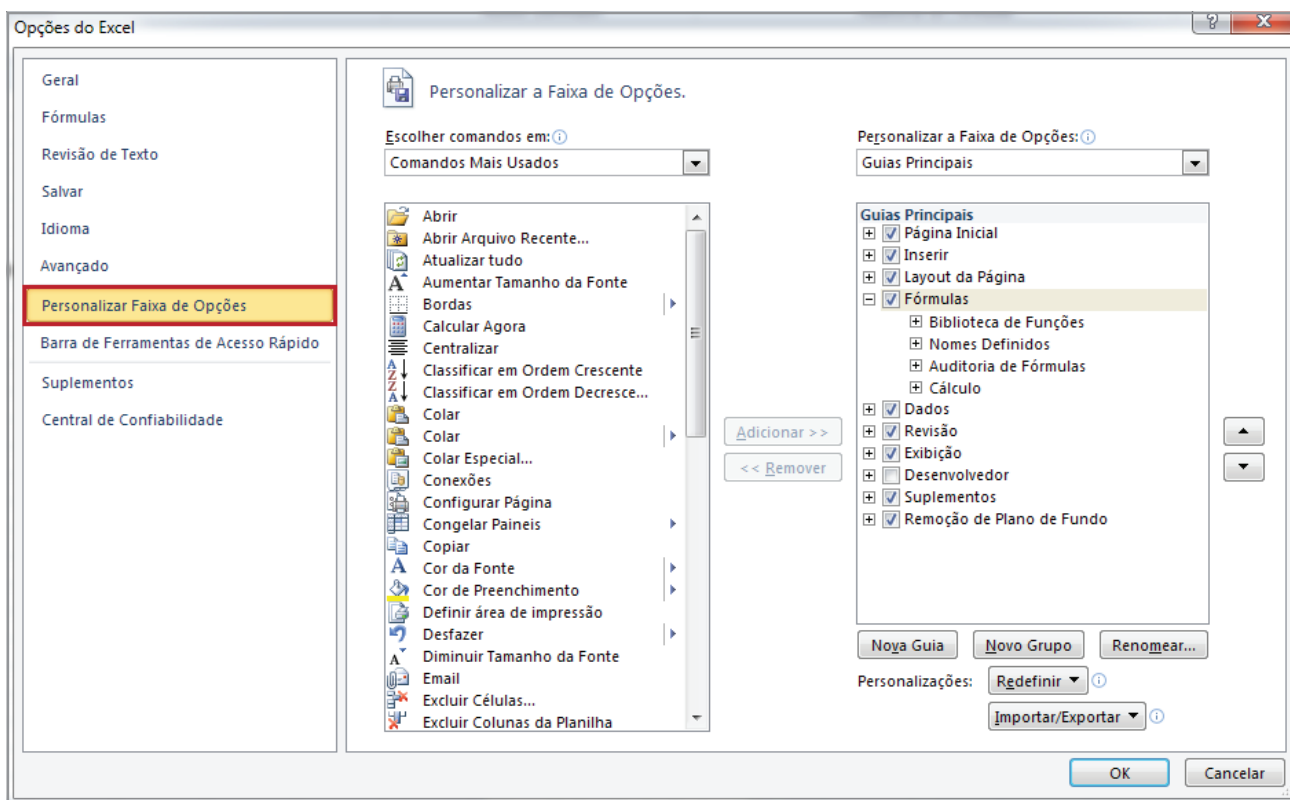 Opções do Excel
Geral
Fórmulas
Revisão de Texto
Salvar
Idioma
Avançado
Personalizar Faixa de Opções
Barra de Ferramentas de Acesso Rápido
Suplementos
Central de Confiabilidade
Personalizar a Faixa de Opções.
Escolher comandos em:
Comandos Mais Usados
Abrir
Abrir Arquivo Recente...
Atualizar tudo
Aumentar Tamanho da Fonte
Bordas
Calcular Agora
Centralizar
Classificar em Ordem Crescente
Classificar em Ordem Decresce...
Colar
Colar
Colar Especial...
Conexões
Configurar Página
Congelar Paineis
Copiar
Cor da Fonte
Cor de Preenchimento
Definir área de impressão
Desfazer
Diminuir Tamanho da Fonte
Email
Excluir Células...
Excluir Colunas da Planilha
Adicionar >>
<< Remover
Personalizar a Faixa de Opções:
Guias Principais
Guias Principais
Página Inicial
Inserir
Layout da Página
Fórmulas
Biblioteca de Funções
Nomes Definidos
Auditoria de Fórmulas
Cálculo
Dados
Revisão
Exibição
Desenvolvedor
Suplementos
Remoção de Plano de Fundo
Nova Guia
Novo Grupo
Renomear...
Personalizações:
Redefinir
Importar/Exportar
OK
Cancelar